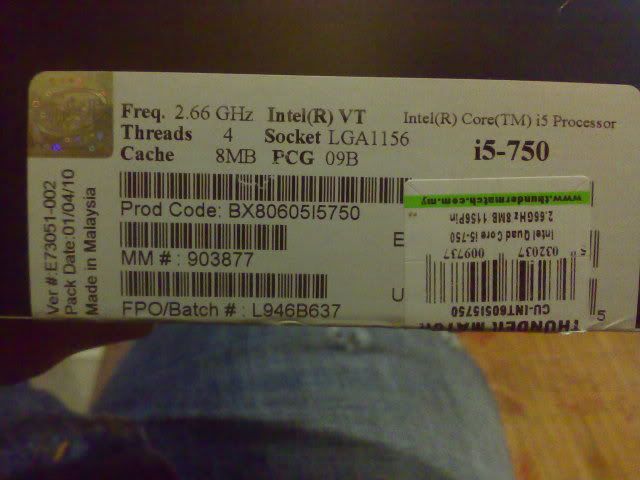 Freq. 2.66 GHz Intel(R) VT
Threads 4 Socket LGA1156
Cache 8MB PCG 09B
Intel(R) Core(TM) i5 Processor
i5-750
Prod Code: BX80605I5750
MM # : 903877
FPO/Batch # : L946B637
Ver # E73051-002
Pack Date:01/04/10
Made in Malaysia
E
U
5
THUNDER MATCH
CU-INT605I5750
032037 009737
Intel Quad Core i5-750
2.66GHz 8MB 1156Pin
www.thundermatch.com.my